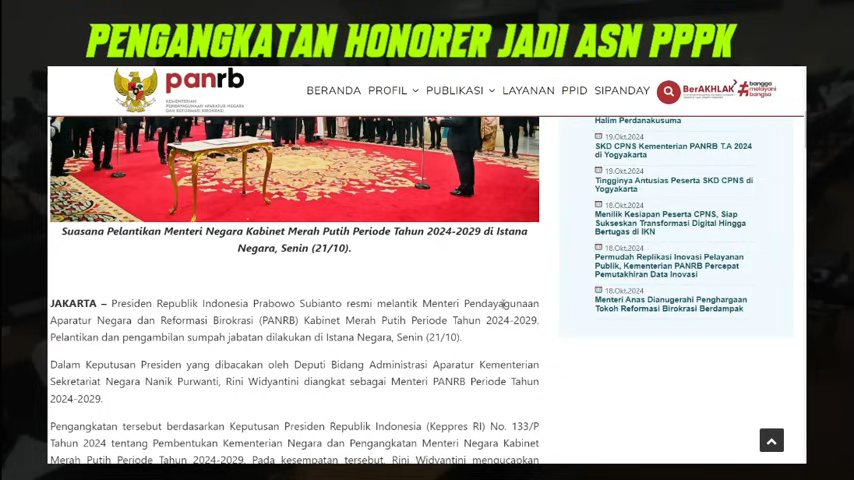 PENGANGKATAN HONORER JADI ASN PPPK
panrb
KEMENTERIAN
PENDAYAGUNAAN APARATUR NEGARA
DAN REFORMASI BIROKRASI
BERANDA PROFIL PUBLIKASI LAYANAN PPID SIPANDAY
BerAKHLAK
bangga
melayani
bangsa
Halim Perdanakusuma
19.Okt.2024
SKD CPNS Kementerian PANRB T.A 2024
di Yogyakarta
19.Okt.2024
Tingginya Antusias Peserta SKD CPNS di
Yogyakarta
18.Okt.2024
Menilik Kesiapan Peserta CPNS, Siap
Sukseskan Transformasi Digital Hingga
Bertugas di IKN
18.Okt.2024
Permudah Replikasi Inovasi Pelayanan
Publik, Kementerian PANRB Percepat
Pemutakhiran Data Inovasi
18.Okt.2024
Menteri Anas Dianugerahi Penghargaan
Tokoh Reformasi Birokrasi Berdampak
Suasana Pelantikan Menteri Negara Kabinet Merah Putih Periode Tahun 2024-2029 di Istana
Negara, Senin (21/10).
JAKARTA – Presiden Republik Indonesia Prabowo Subianto resmi melantik Menteri Pendayagunaan
Aparatur Negara dan Reformasi Birokrasi (PANRB) Kabinet Merah Putih Periode Tahun 2024-2029.
Pelantikan dan pengambilan sumpah jabatan dilakukan di Istana Negara, Senin (21/10).
Dalam Keputusan Presiden yang dibacakan oleh Deputi Bidang Administrasi Aparatur Kementerian
Sekretariat Negara Nanik Purwanti, Rini Widyantini diangkat sebagai Menteri PANRB Periode Tahun
2024-2029.
Pengangkatan tersebut berdasarkan Keputusan Presiden Republik Indonesia (Keppres RI) No. 133/P
Tahun 2024 tentang Pembentukan Kementerian Negara dan Pengangkatan Menteri Negara Kabinet
Merah Putih Periode Tahun 2024-2029. Pada kesempatan tersebut, Rini Widyantini mengucapkan